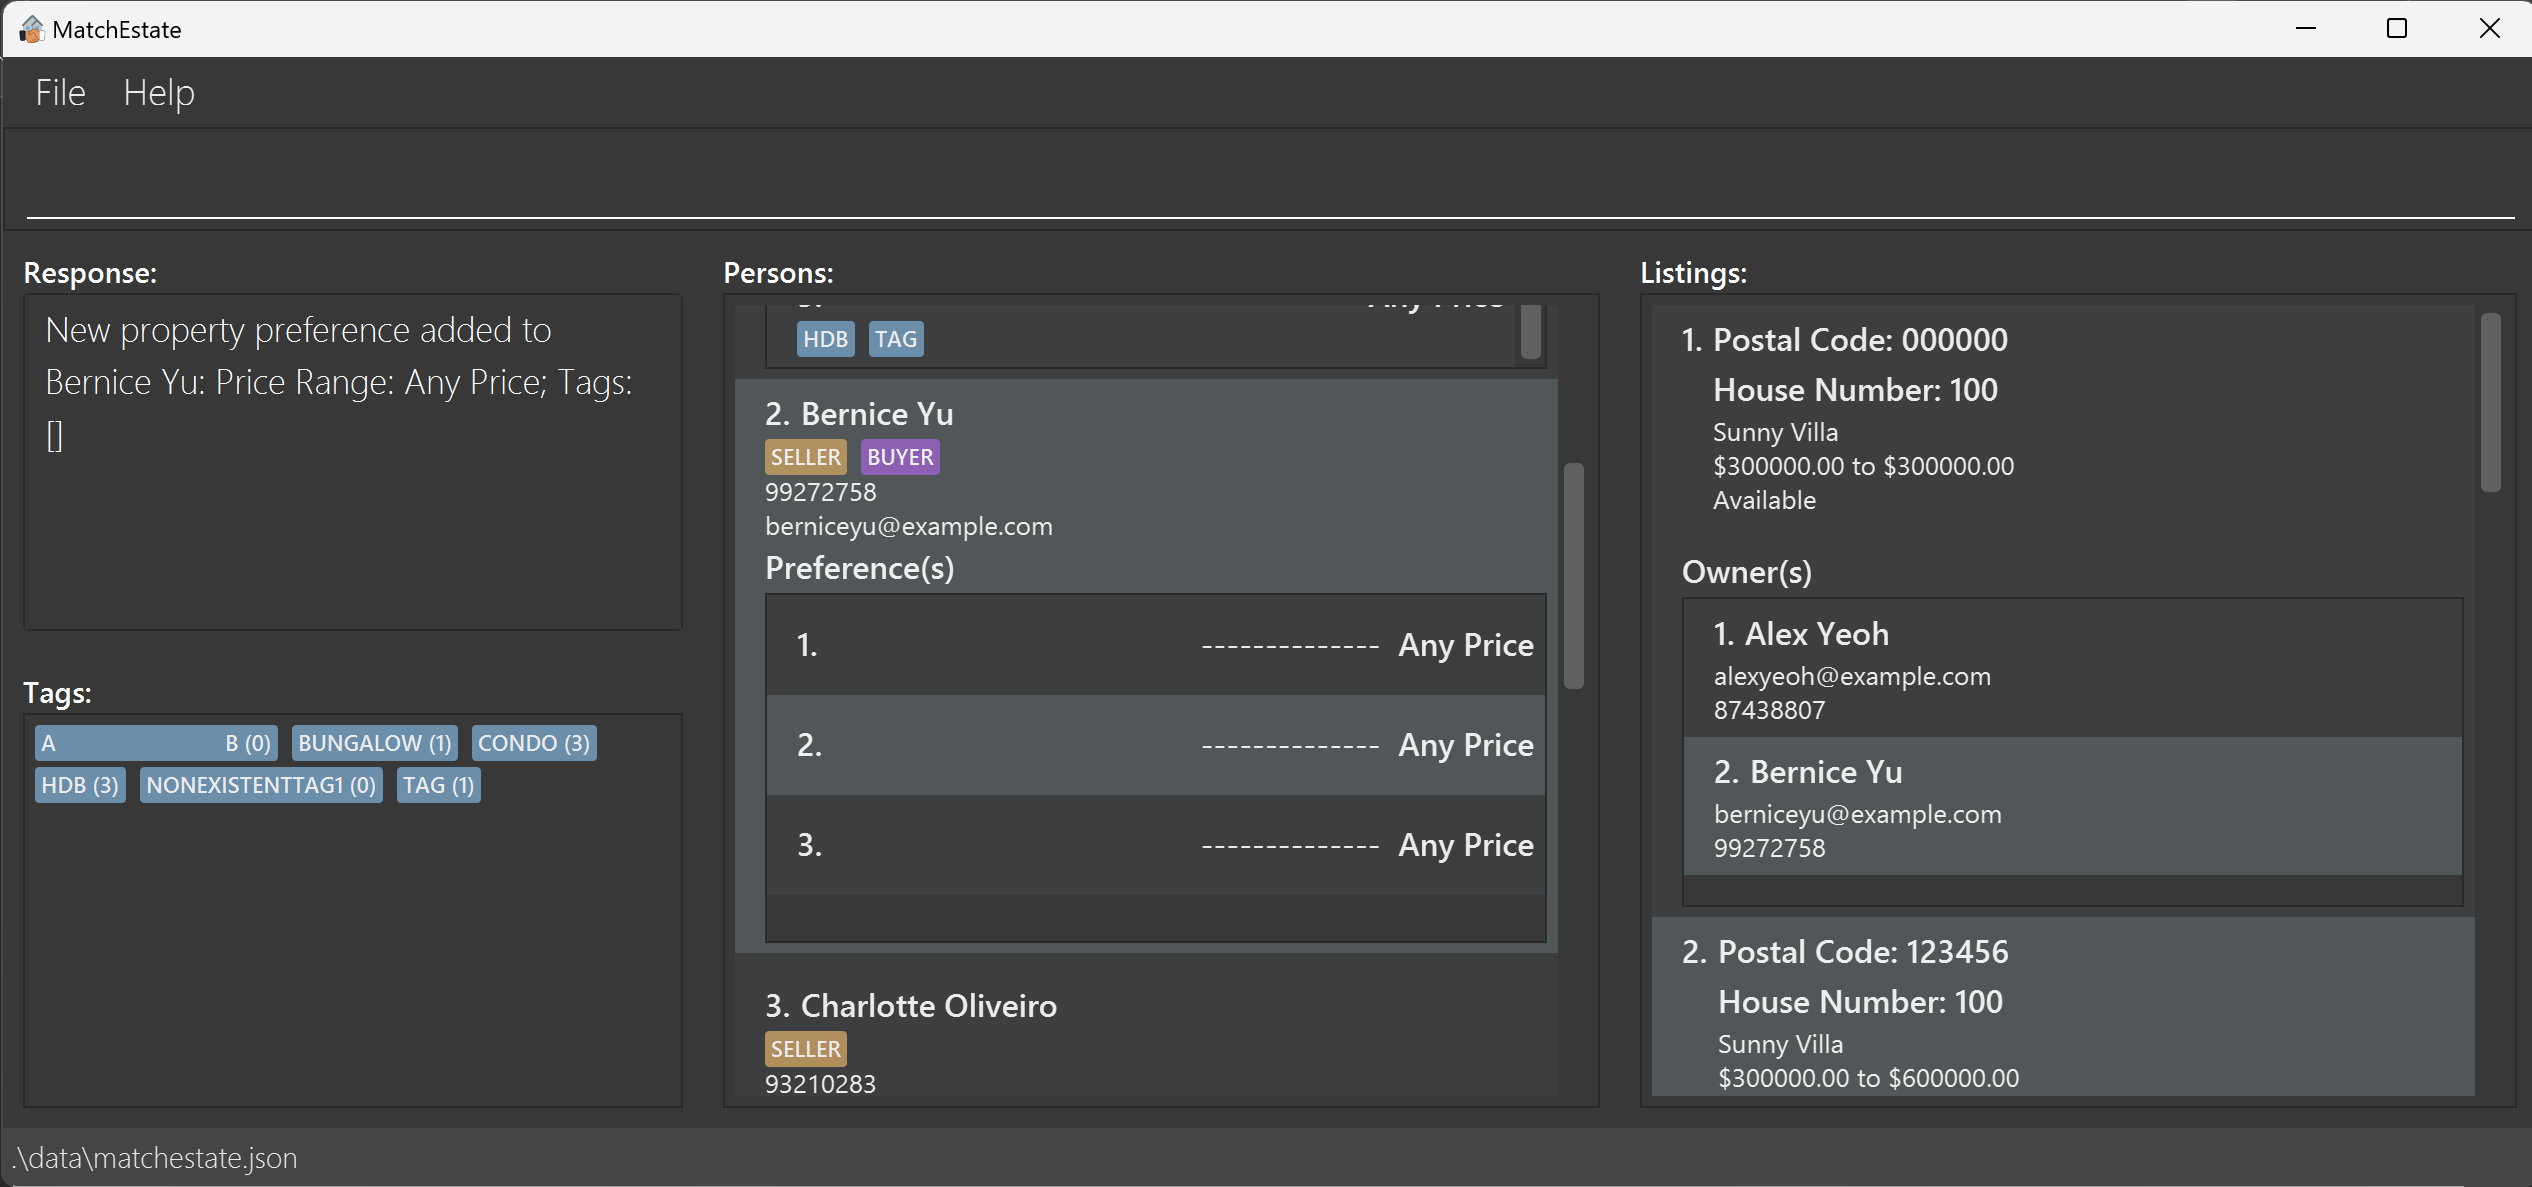 MatchEstate
File Help
Response:
New property preference added to
Bernice Yu: Price Range: Any Price; Tags:
[]
Tags:
A B (0) BUNGALOW (1) CONDO (3)
HDB (3) NONEXISTENTTAG1 (0) TAG (1)
Persons:
Any Price
HDB TAG
2. Bernice Yu
SELLER BUYER
99272758
berniceyu@example.com
Preference(s)
1. -------------- Any Price
2. -------------- Any Price
3. -------------- Any Price
3. Charlotte Oliveiro
SELLER
93210283
Listings:
1. Postal Code: 000000
House Number: 100
Sunny Villa
$300000.00 to $300000.00
Available
Owner(s)
1. Alex Yeoh
alexyeoh@example.com
87438807
2. Bernice Yu
berniceyu@example.com
99272758
2. Postal Code: 123456
House Number: 100
Sunny Villa
$300000.00 to $600000.00
.\data\matchestate.json